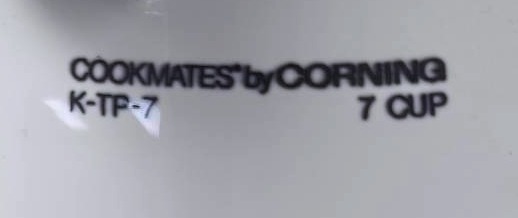 COOKMATES® by CORNING
K-TP-7 7 CUP